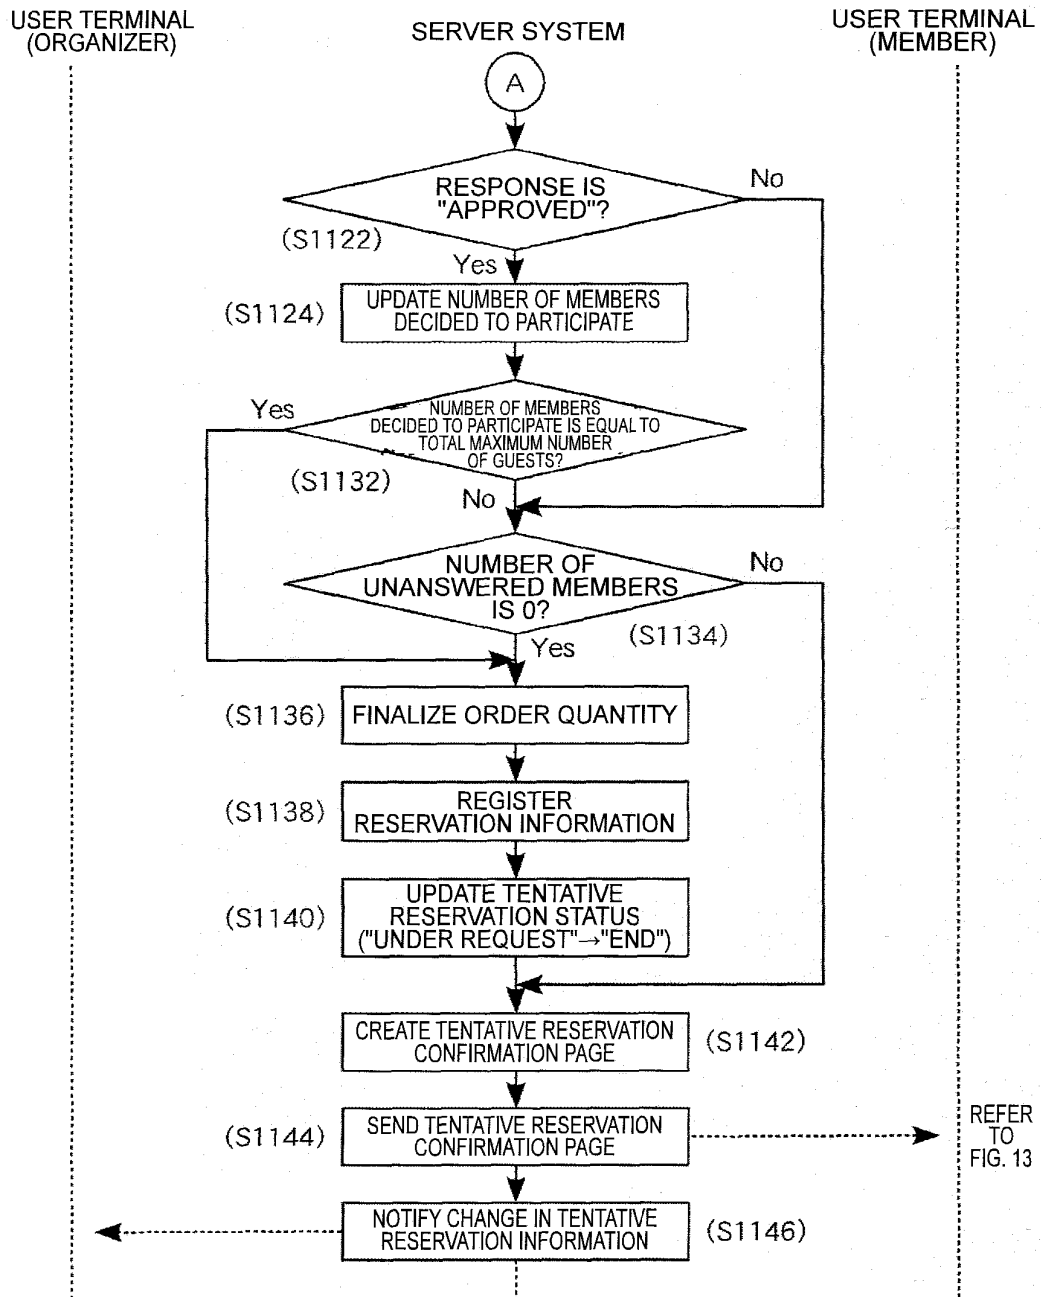 USER TERMINAL
(ORGANIZER)
SERVER SYSTEM
USER TERMINAL
(MEMBER)
A
RESPONSE IS
"APPROVED"?
No
(S1122)
Yes
(S1124)
UPDATE NUMBER OF MEMBERS
DECIDED TO PARTICIPATE
Yes
NUMBER OF MEMBERS
DECIDED TO PARTICIPATE IS EQUAL TO
TOTAL MAXIMUM NUMBER
OF GUESTS?
(S1132)
No
NUMBER OF
UNANSWERED MEMBERS
IS 0?
No
(S1134)
Yes
(S1136)
FINALIZE ORDER QUANTITY
(S1138)
REGISTER
RESERVATION INFORMATION
(S1140)
UPDATE TENTATIVE
RESERVATION STATUS
("UNDER REQUEST"→"END")
CREATE TENTATIVE RESERVATION
CONFIRMATION PAGE
(S1142)
(S1144)
SEND TENTATIVE RESERVATION
CONFIRMATION PAGE
REFER
TO
FIG. 13
NOTIFY CHANGE IN TENTATIVE
RESERVATION INFORMATION
(S1146)